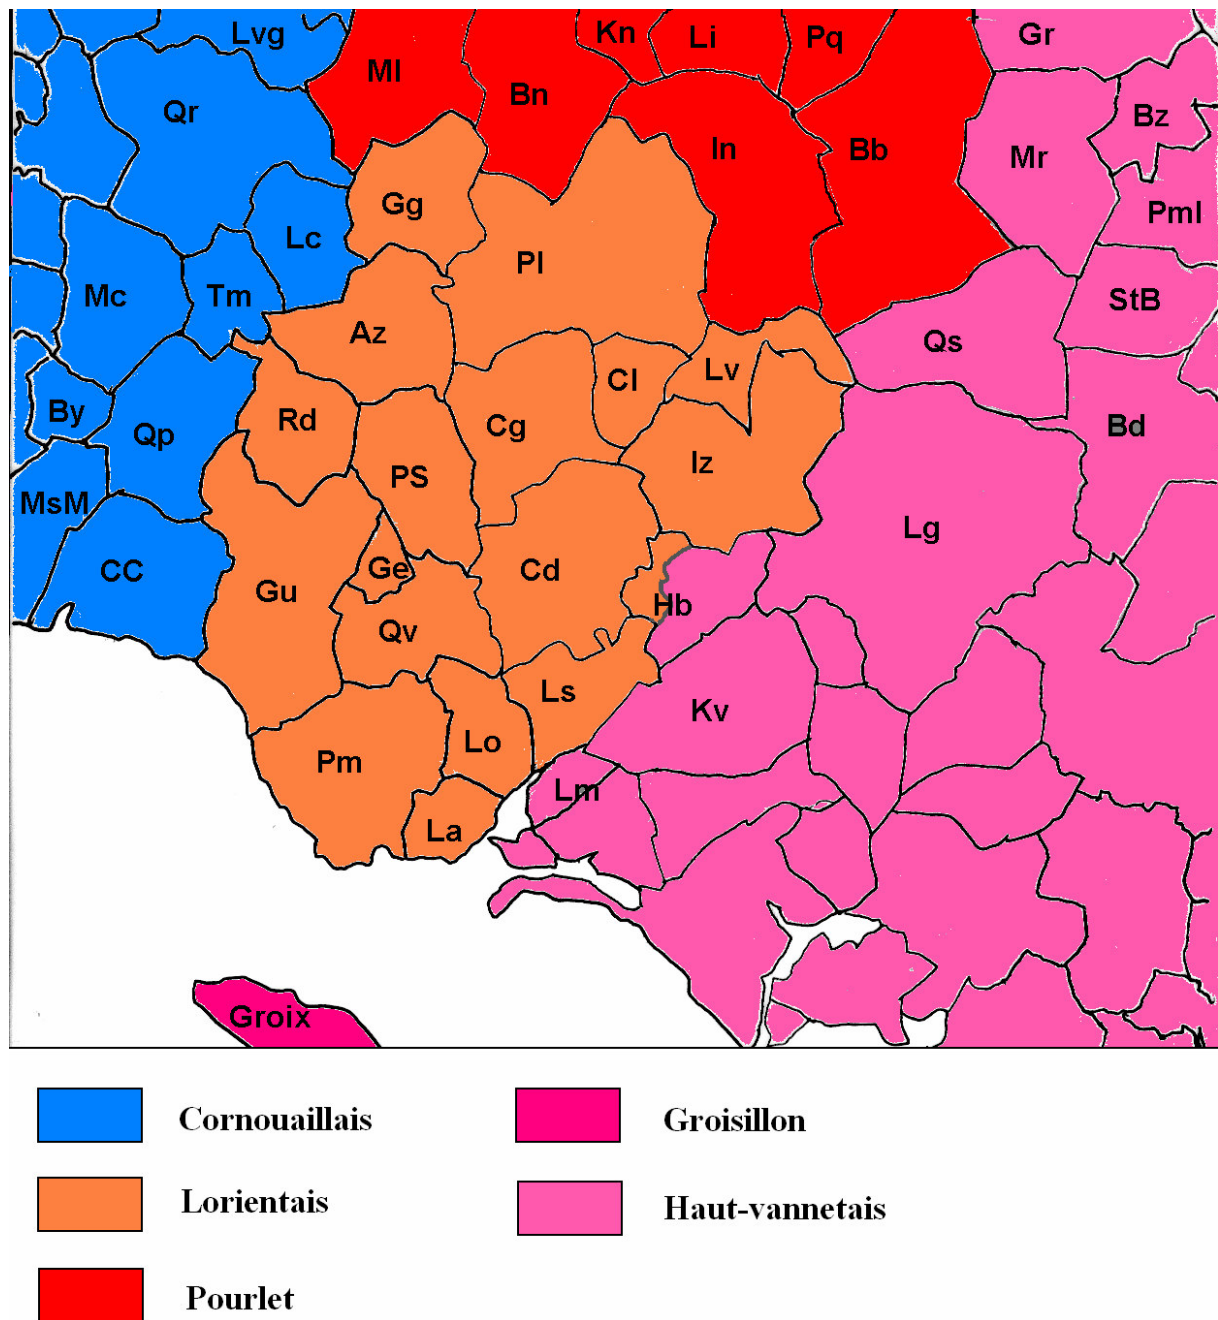 Lvg
Ml
Kn
Li
Pq
Gr
Qr
Bn
In
Bb
Mr
Bz
Gg
Pml
Lc
Pl
Mc
Tm
StB
Az
Qs
Lv
Cl
By
Rd
Cg
Bd
Qp
Iz
PS
MsM
Lg
CC
Ge
Cd
Gu
Hb
Qv
Ls
Kv
Lo
Pm
Lm
La
Groix
Cornouaillais
Groisillon
Lorientais
Haut-vannetais
Pourlet